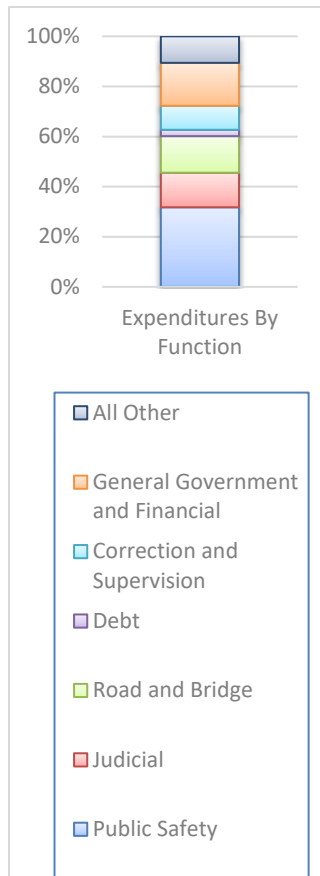 100%
80%
60%
40%
20%
0%
Expenditures By
Function
All Other
General Government
and Financial
Correction and
Supervision
Debt
Road and Bridge
Judicial
Public Safety